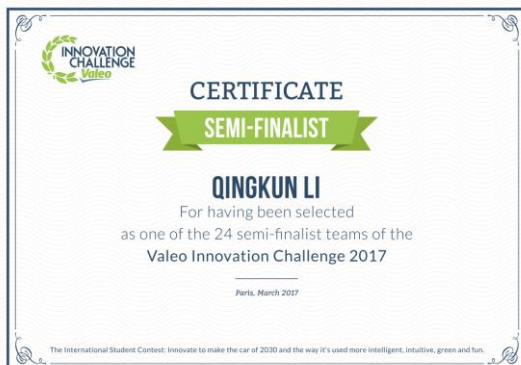 INNOVATION
CHALLENGE
Valeo
CERTIFICATE
SEMI-FINALIST
QINGKUN LI
For having been selected
as one of the 24 semi-finalist teams of the
Valeo Innovation Challenge 2017
Paris, March 2017
The International Student Contest: Innovate to make the car of 2030 and the way it's used more intelligent, intuitive, green and fun.